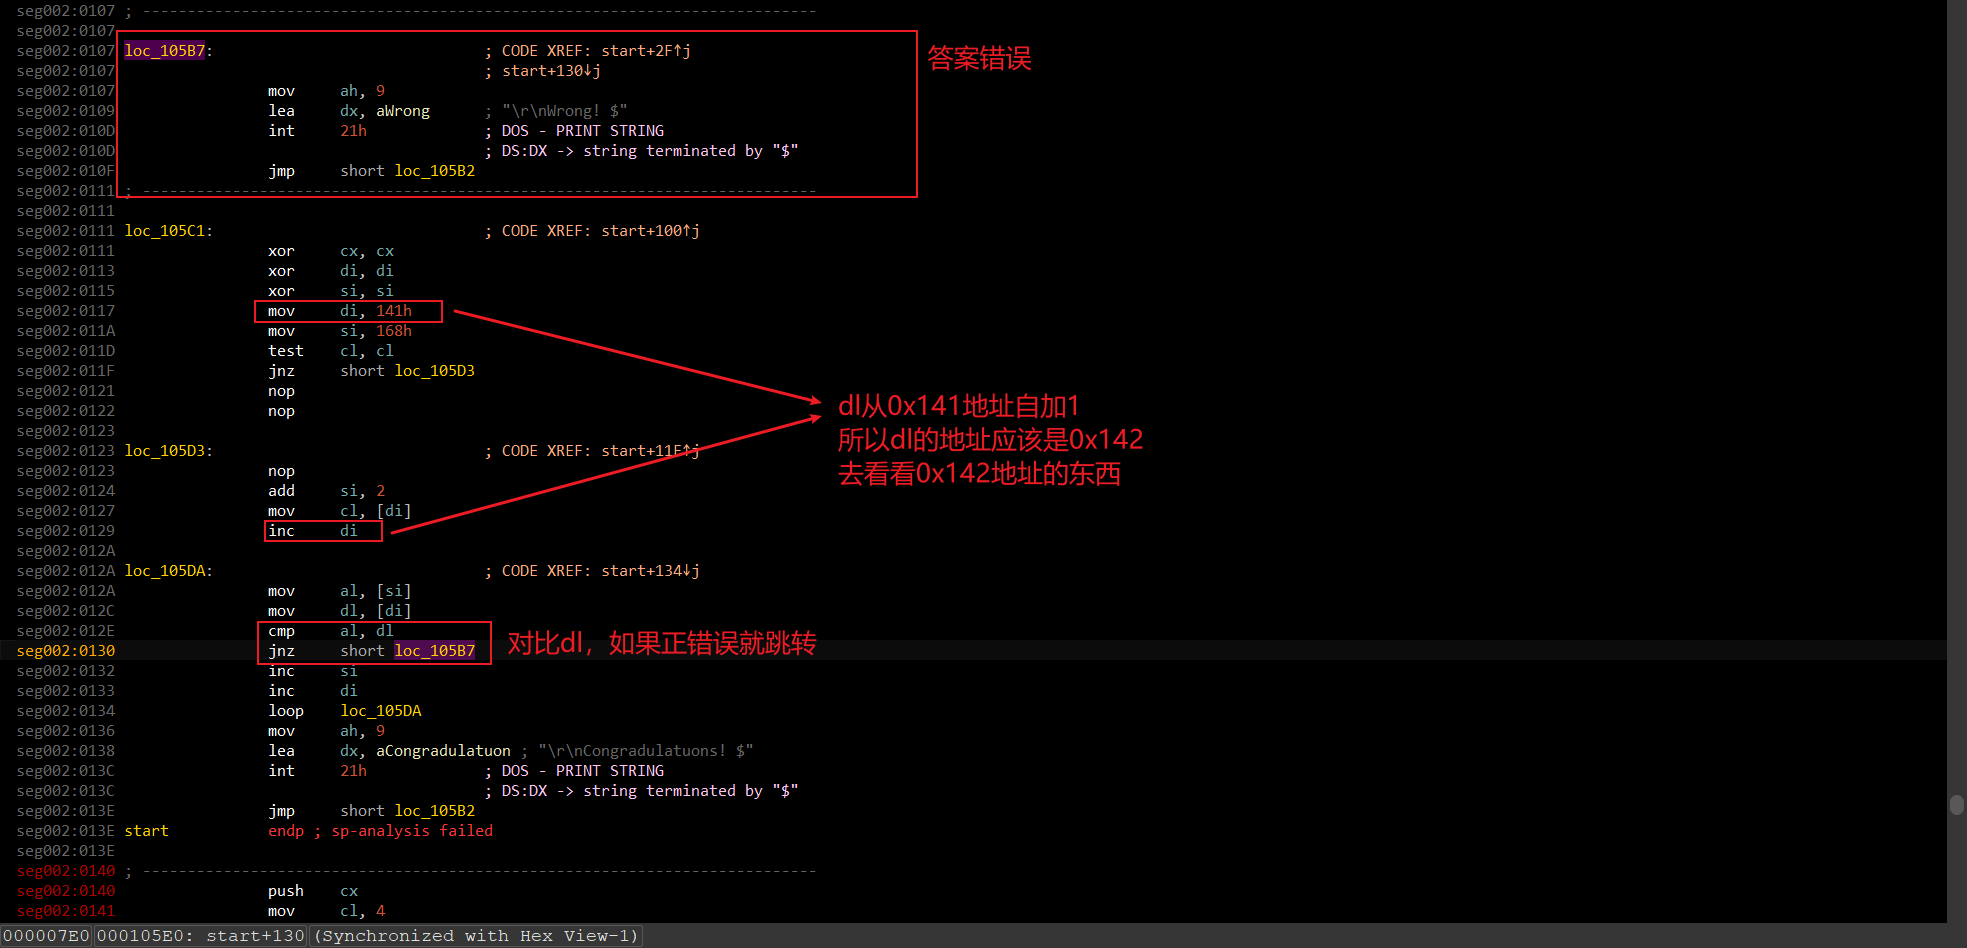 seg002:0107 ; ---------------------------------------------------------------------------
seg002:0107
seg002:0107 loc_105B7: ; CODE XREF: start+2F↑j
答案错误
seg002:0107 ; start+130↓j
seg002:0107 mov ah, 9
seg002:0109 lea dx, aWrong ; "\r\nWrong! $"
seg002:010D int 21h ; DOS - PRINT STRING
seg002:010D ; DS:DX -> string terminated by "$"
seg002:010F jmp short loc_105B2
seg002:0111 ; ---------------------------------------------------------------------------
seg002:0111
seg002:0111 loc_105C1: ; CODE XREF: start+100↑j
seg002:0111 xor cx, cx
seg002:0113 xor di, di
seg002:0115 xor si, si
seg002:0117 mov di, 141h
seg002:011A mov si, 168h
seg002:011D test cl, cl
seg002:011F jnz short loc_105D3
seg002:0121 nop
seg002:0122 nop
dl从0x141地址自加1
所以dl的地址应该是0x142
去看看0x142地址的东西
seg002:0123
seg002:0123 loc_105D3: ; CODE XREF: start+11F↑j
seg002:0123 nop
seg002:0124 add si, 2
seg002:0127 mov cl, [di]
seg002:0129 inc di
seg002:012A
seg002:012A loc_105DA: ; CODE XREF: start+134↓j
seg002:012A mov al, [si]
seg002:012C mov dl, [di]
seg002:012E cmp al, dl
seg002:0130 jnz short loc_105B7
对比dl，如果正错误就跳转
seg002:0132 inc si
seg002:0133 inc di
seg002:0134 loop loc_105DA
seg002:0136 mov ah, 9
seg002:0138 lea dx, aCongradulatuon ; "\r\nCongradulatuons! $"
seg002:013C int 21h ; DOS - PRINT STRING
seg002:013C ; DS:DX -> string terminated by "$"
seg002:013E jmp short loc_105B2
seg002:013E start endp ; sp-analysis failed
seg002:013E
seg002:0140 ; ---------------------------------------------------------------------------
seg002:0140 push cx
seg002:0141 mov cl, 4
000007E0 000105E0: start+130 (Synchronized with Hex View-1)